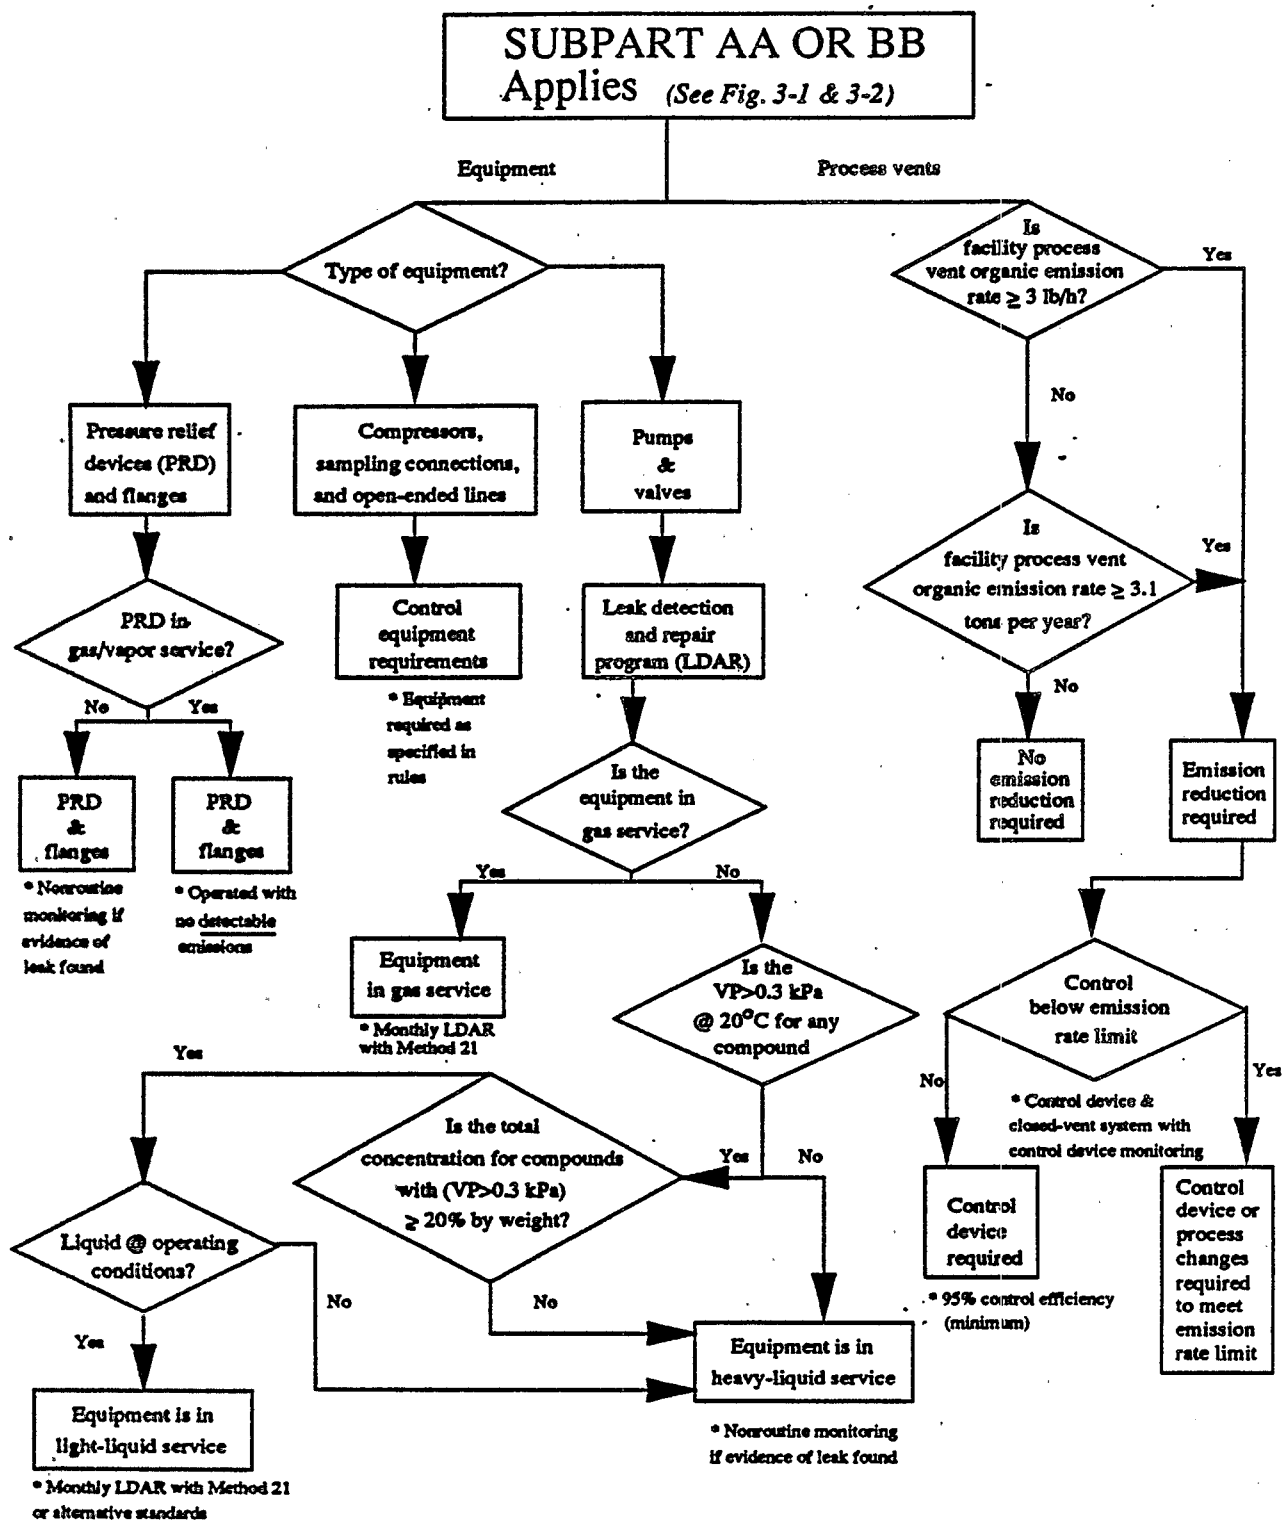 SUBPART AA OR BB
Applies (See Fig. 3-1 & 3-2)
Equipment
Process vents
Type of equipment?
Is
facility process
vent organic emission
rate ≥ 3 lb/h?
Yes
No
Pressure relief
devices (PRD)
and flanges
Compressors,
sampling connections,
and open-ended lines
Pumps
&
valves
Is
facility process vent
organic emission rate ≥ 3.1
tons per year?
Yes
No
PRD in
gas/vapor service?
No
Yes
Control
equipment
requirements
* Equipment
required as
specified in
rules
Leak detection
and repair
program (LDAR)
PRD
&
flanges
* Nonroutine
monitoring if
evidence of
leak found
PRD
&
flanges
* Operated with
no detectable
emissions
Is the
equipment in
gas service?
Yes
No
No
emission
reduction
required
Emission
reduction
required
Equipment
in gas service
* Monthly LDAR
with Method 21
Is the
VP>0.3 kPa
@ 20°C for any
compound
Yes
No
Control
below emission
rate limit
No
Yes
* Control device &
closed-vent system with
control device monitoring
Is the total
concentration for compounds
with (VP>0.3 kPa)
≥ 20% by weight?
Yes
No
Control
device
required
* 95% control efficiency
(minimum)
Control
device or
process
changes
required
to meet
emission
rate limit
Liquid @ operating
conditions?
No
Yes
Equipment is in
heavy-liquid service
* Nonroutine monitoring
if evidence of leak found
Equipment is in
light-liquid service
* Monthly LDAR with Method 21
or alternative standards